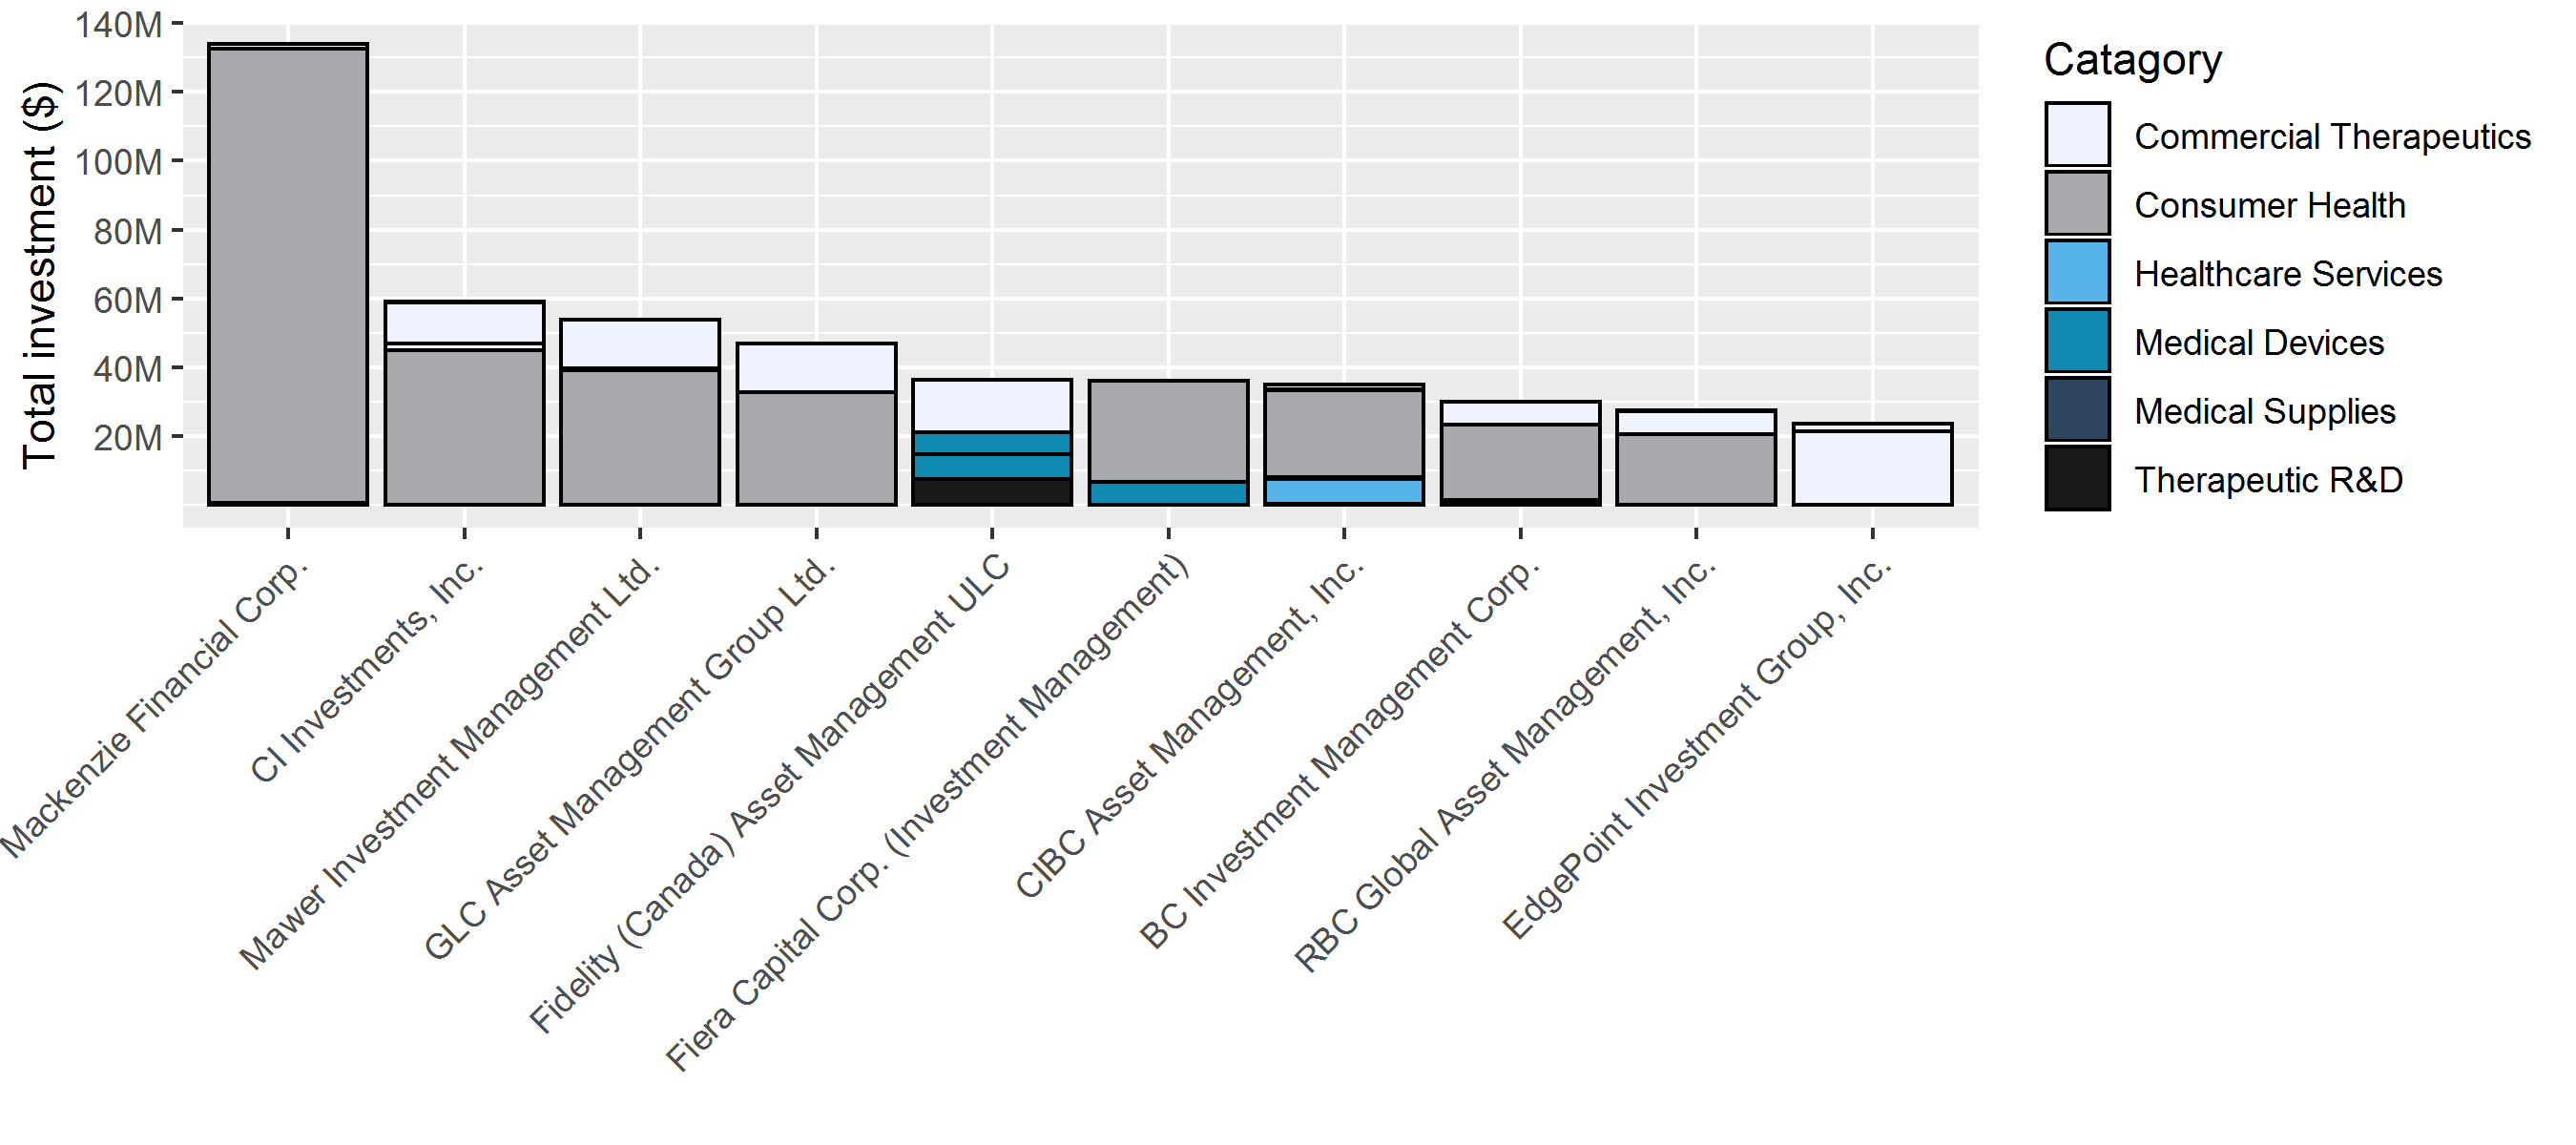 Total investment ($)
140M
120M
100M
80M
60M
40M
20M
Mackenzie Financial Corp.
CI Investments, Inc.
Mawer Investment Management Ltd.
GLC Asset Management Group Ltd.
Fidelity (Canada) Asset Management ULC
Fiera Capital Corp. (Investment Management)
CIBC Asset Management, Inc.
BC Investment Management Corp.
RBC Global Asset Management, Inc.
EdgePoint Investment Group, Inc.
Catagory
Commercial Therapeutics
Consumer Health
Healthcare Services
Medical Devices
Medical Supplies
Therapeutic R&D